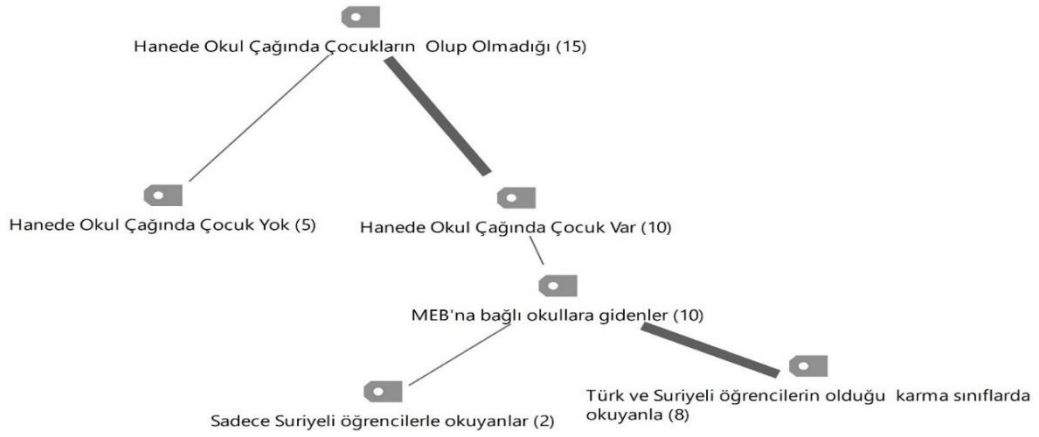 Hanede Okul Çağında Çocukların Olup Olmadığı (15)
Hanede Okul Çağında Çocuk Yok (5)
Hanede Okul Çağında Çocuk Var (10)
MEB'na bağlı okullara gidenler (10)
Sadece Suriyeli öğrencilerle okuyanlar (2)
Türk ve Suriyeli öğrencilerin olduğu karma sınıflarda
okuyanla (8)